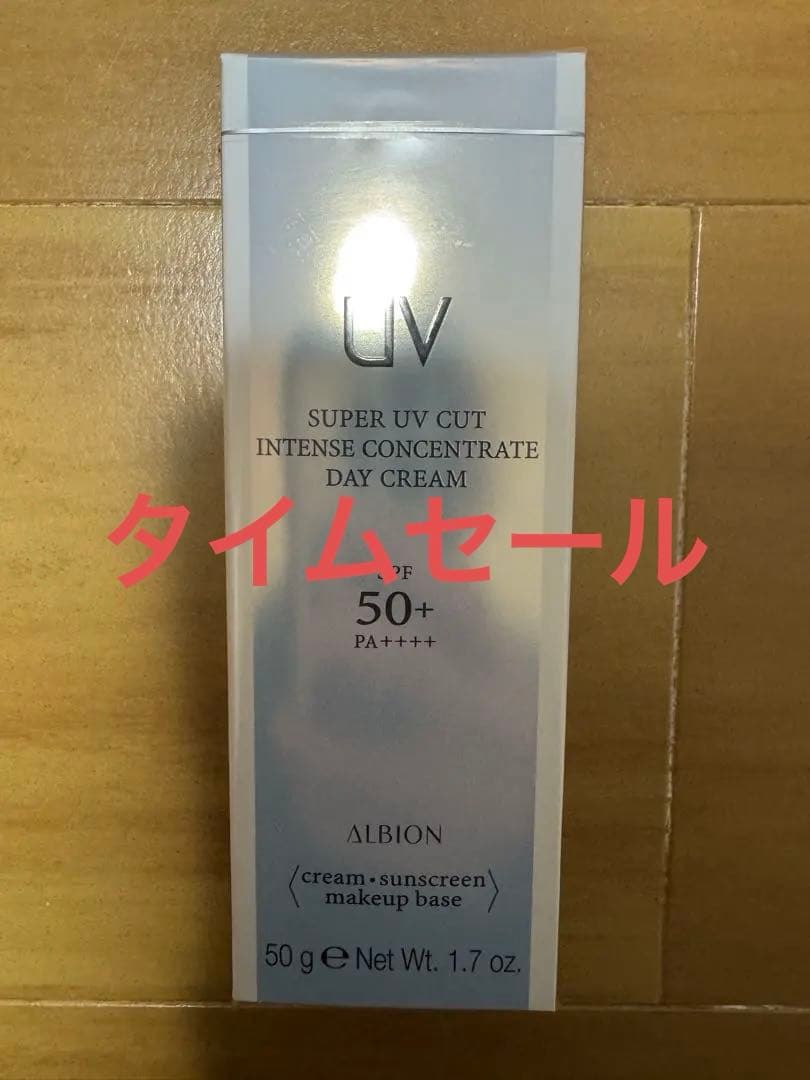 UV
SUPER UV CUT
INTENSE CONCENTRATE
DAY CREAM
タイムセール
SPF
50+
PA++++
ALBION
〈cream・sunscreen
makeup base〉
50 g ℮ Net Wt. 1.7 oz.